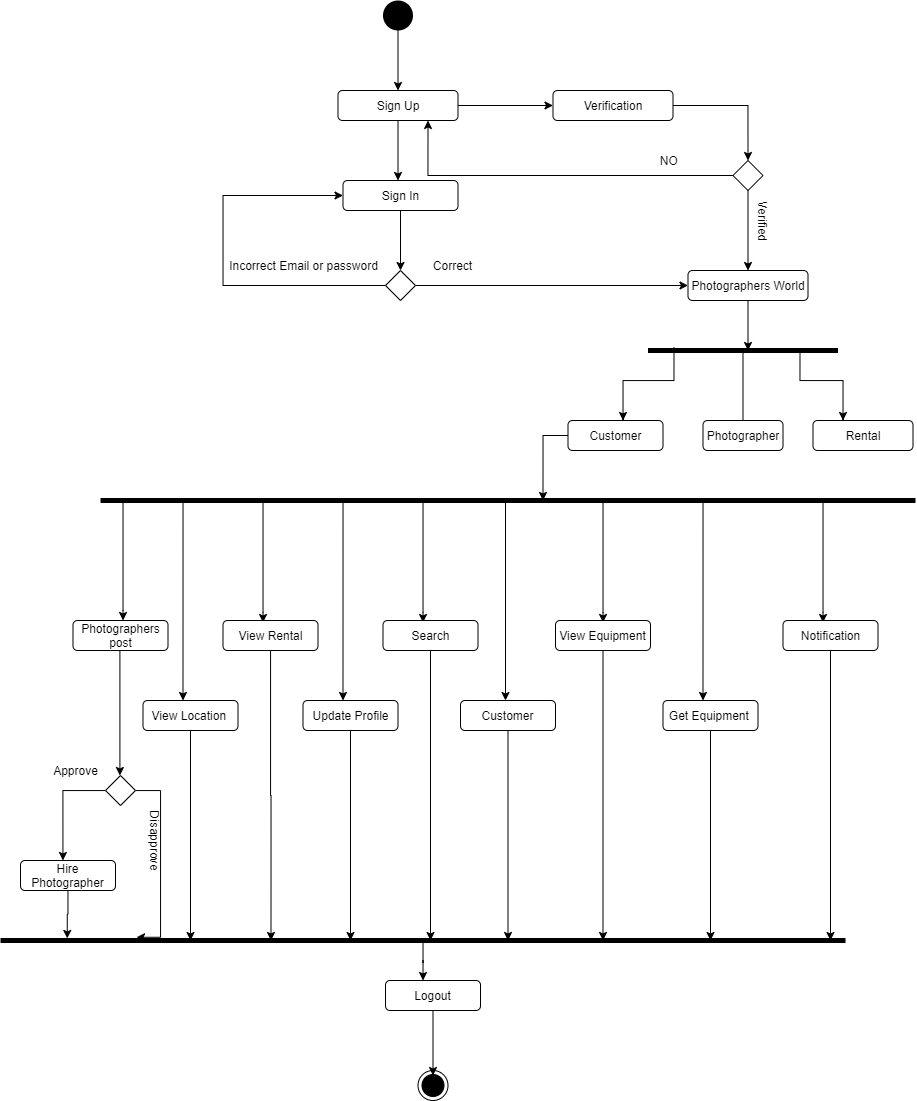 Sign Up
Verification
NO
Sign In
Verified
Incorrect Email or password
Correct
Photographers World
Customer
Photographer
Rental
Photographers
post
View Rental
Search
View Equipment
Notification
View Location
Update Profile
Customer
Get Equipment
Approve
Disapprove
Hire
Photographer
Logout